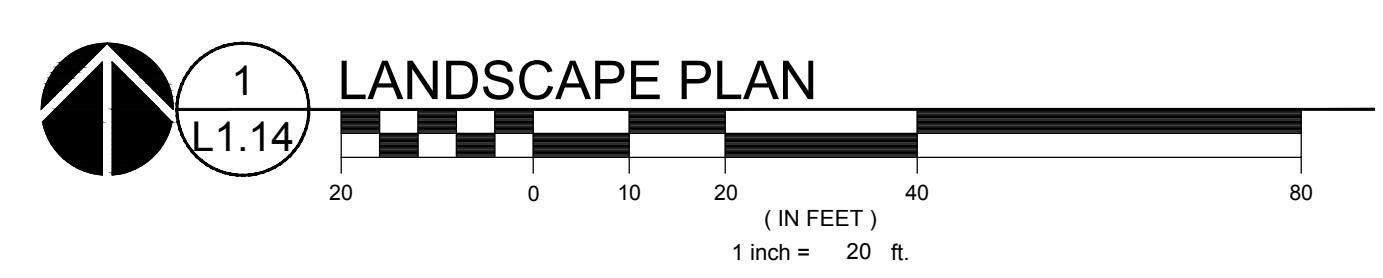 1
L1.14
LANDSCAPE PLAN
20 0 10 20 40 80
( IN FEET )
1 inch = 20 ft.